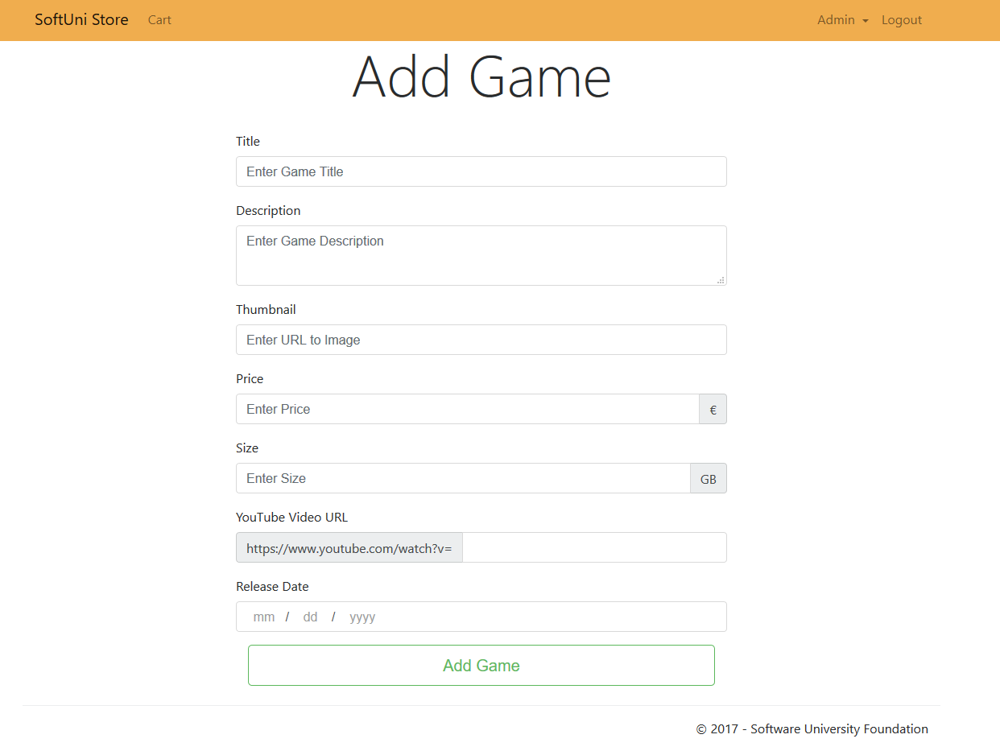 SoftUni Store Cart Admin Logout
Add Game
Title
Enter Game Title
Description
Enter Game Description
Thumbnail
Enter URL to Image
Price
Enter Price €
Size
Enter Size GB
YouTube Video URL
https://www.youtube.com/watch?v=
Release Date
mm / dd / yyyy
Add Game
© 2017 - Software University Foundation